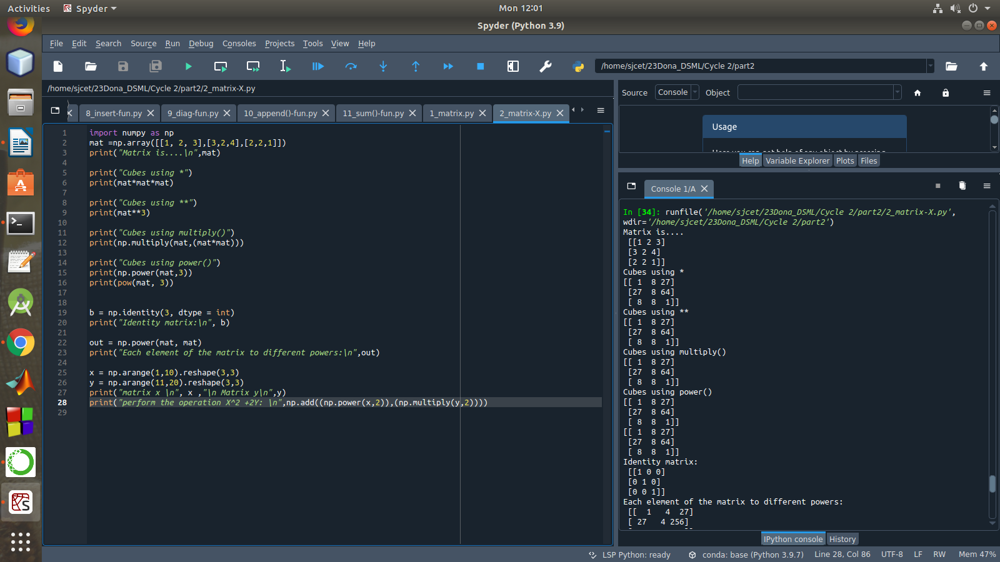 Activities
Spyder
Mon 12:01
Spyder (Python 3.9)
File Edit Search Source Run Debug Consoles Projects Tools View Help
/home/sjcet/23Dona_DSML/Cycle 2/part2
/home/sjcet/23Dona_DSML/Cycle 2/part2/2_matrix-X.py
8_insert-fun.py 9_diag-fun.py 10_append()-fun.py 11_sum()-fun.py 1_matrix.py 2_matrix-X.py
1 import numpy as np
2 mat =np.array([[1, 2, 3],[3,2,4],[2,2,1]])
3 print("Matrix is....\n",mat)
4
5 print("Cubes using *")
6 print(mat*mat*mat)
7
8 print("Cubes using **")
9 print(mat**3)
10
11 print("Cubes using multiply()")
12 print(np.multiply(mat,(mat*mat)))
13
14 print("Cubes using power()")
15 print(np.power(mat,3))
16 print(pow(mat, 3))
17
18
19 b = np.identity(3, dtype = int)
20 print("Identity matrix:\n", b)
21
22 out = np.power(mat, mat)
23 print("Each element of the matrix to different powers:\n",out)
24
25 x = np.arange(1,10).reshape(3,3)
26 y = np.arange(11,20).reshape(3,3)
27 print("matrix x \n", x ,"\n Matrix y\n",y)
28 print("perform the operation X^2 +2Y: \n",np.add((np.power(x,2)),(np.multiply(y,2))))
29
Source Console Object
Usage
Help Variable Explorer Plots Files
Console 1/A
In [34]: runfile('/home/sjcet/23Dona_DSML/Cycle 2/part2/2_matrix-X.py',
wdir='/home/sjcet/23Dona_DSML/Cycle 2/part2')
Matrix is....
[[1 2 3]
[3 2 4]
[2 2 1]]
Cubes using *
[[ 1  8 27]
[27  8 64]
[ 8  8  1]]
Cubes using **
[[ 1  8 27]
[27  8 64]
[ 8  8  1]]
Cubes using multiply()
[[ 1  8 27]
[27  8 64]
[ 8  8  1]]
Cubes using power()
[[ 1  8 27]
[27  8 64]
[ 8  8  1]]
[[ 1  8 27]
[27  8 64]
[ 8  8  1]]
Identity matrix:
[[1 0 0]
[0 1 0]
[0 0 1]]
Each element of the matrix to different powers:
[[  1   4  27]
[ 27   4 256]
IPython console History
LSP Python: ready conda: base (Python 3.9.7) Line 28, Col 86 UTF-8 LF RW Mem 47%